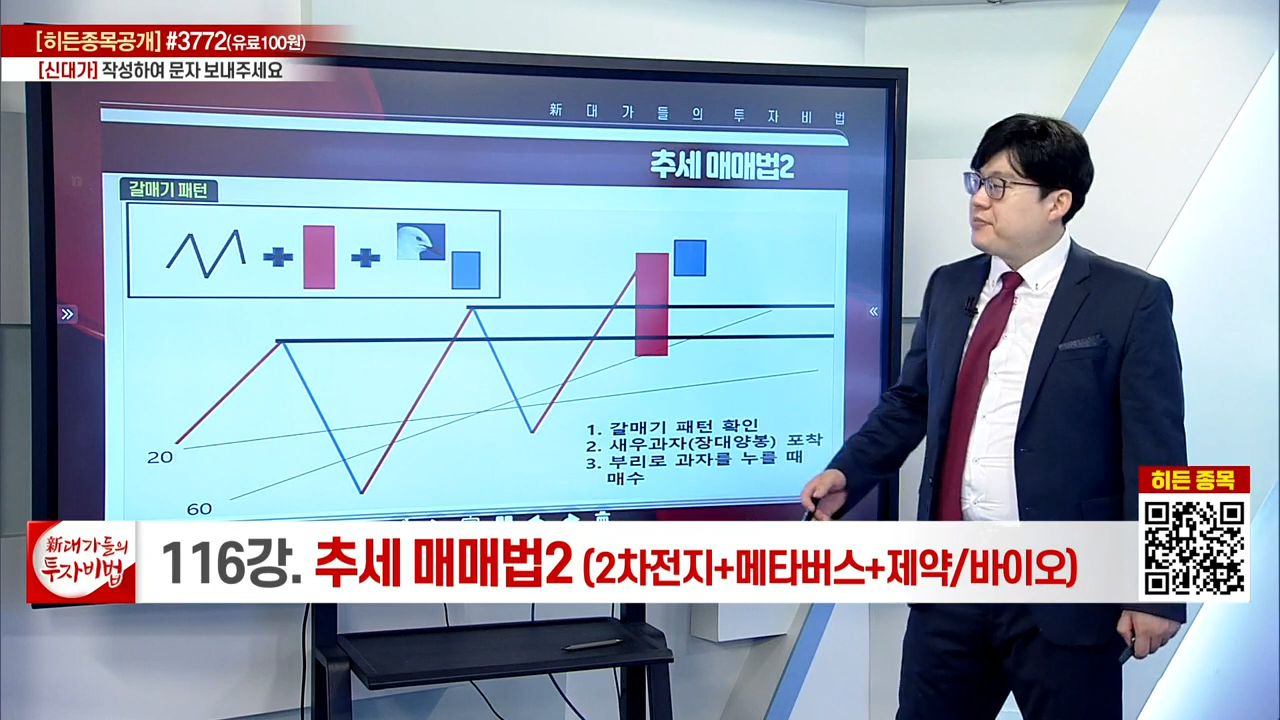 [히든종목공개] #3772(유료100원)
[신대가] 작성하여 문자 보내주세요
新 대 가 들 의 투 자 비 법
추세 매매법2
갈매기 패턴
1. 갈매기 패턴 확인
2. 새우과자(장대양봉) 포착
3. 부리로 과자를 누를 때
매수
20
60
히든 종목
新대가들의
투자비법
116강. 추세 매매법2 (2차전지+메타버스+제약/바이오)